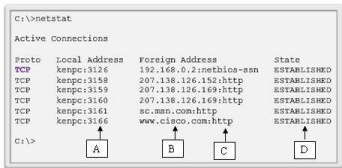 C:\>netstat
Active Connections
Proto Local Address Foreign Address State
TCP kenpc:3126 192.168.0.2:netbios-ssn ESTABLISHED
TCP kenpc:3158 207.138.126.152:http ESTABLISHED
TCP kenpc:3159 207.138.126.169:http ESTABLISHED
TCP kenpc:3160 207.138.126.169:http ESTABLISHED
TCP kenpc:3161 sc.msn.com:http ESTABLISHED
TCP kenpc:3166 www.cisco.com:http ESTABLISHED
C:\>
A B C D